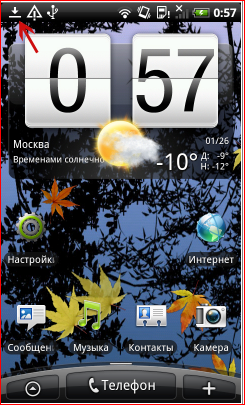 0:57
0 57
Москва
01/26
Временами солнечно
-10°
Д: -9°
Н: -12°
Настройки
Интернет
Сообщен
Музыка
Контакты
Камера
Телефон